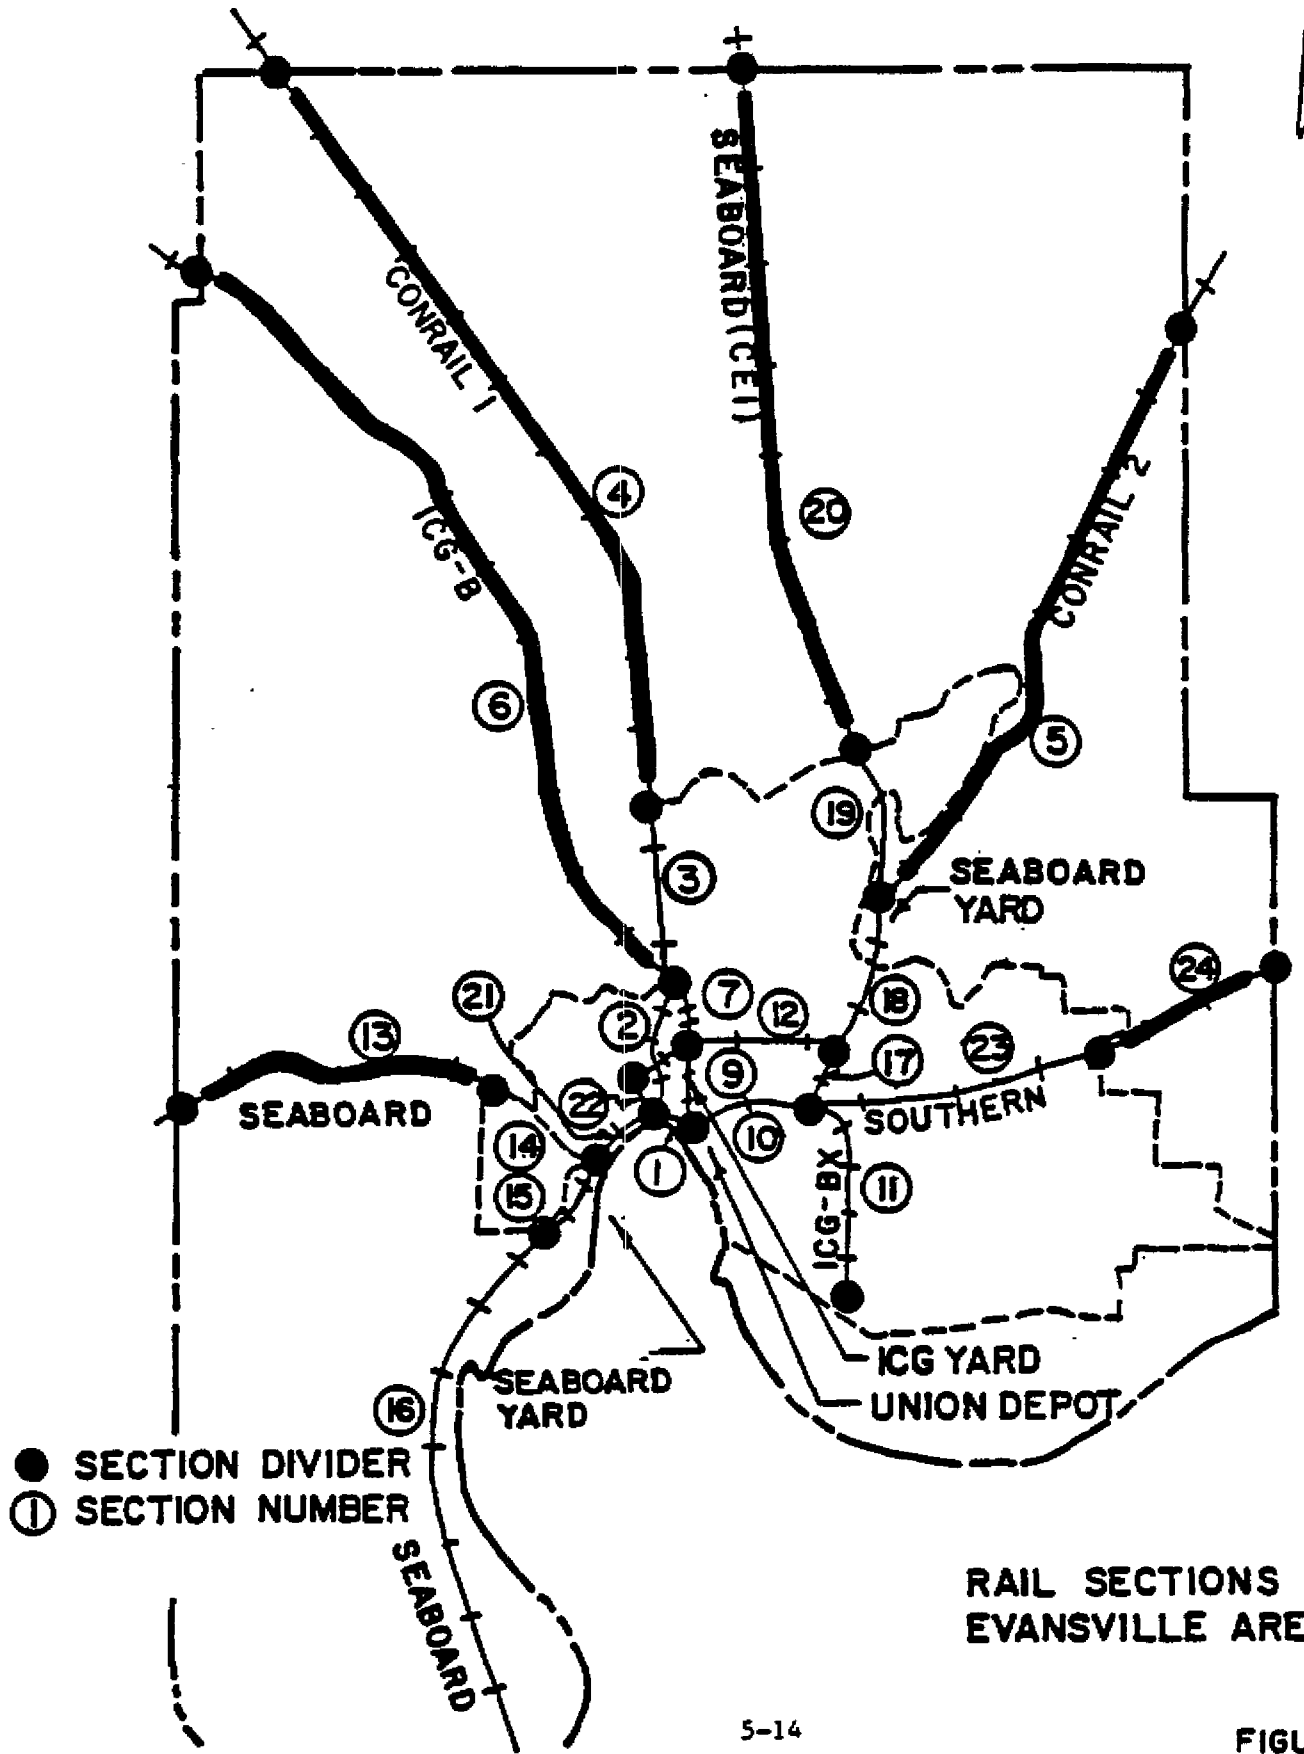 SEABOARD (CEI)
CONRAIL 1
CONRAIL 2
4
20
ICG-B
6
5
19
3
SEABOARD
YARD
24
21
7
18
13
2
12
23
9
17
SEABOARD
22
SOUTHERN
10
14
1
15
ICG-BX
11
ICG YARD
SEABOARD
YARD
UNION DEPOT
16
SECTION DIVIDER
1 SECTION NUMBER
SEABOARD
RAIL SECTIONS
EVANSVILLE ARE
5-14
FIGU